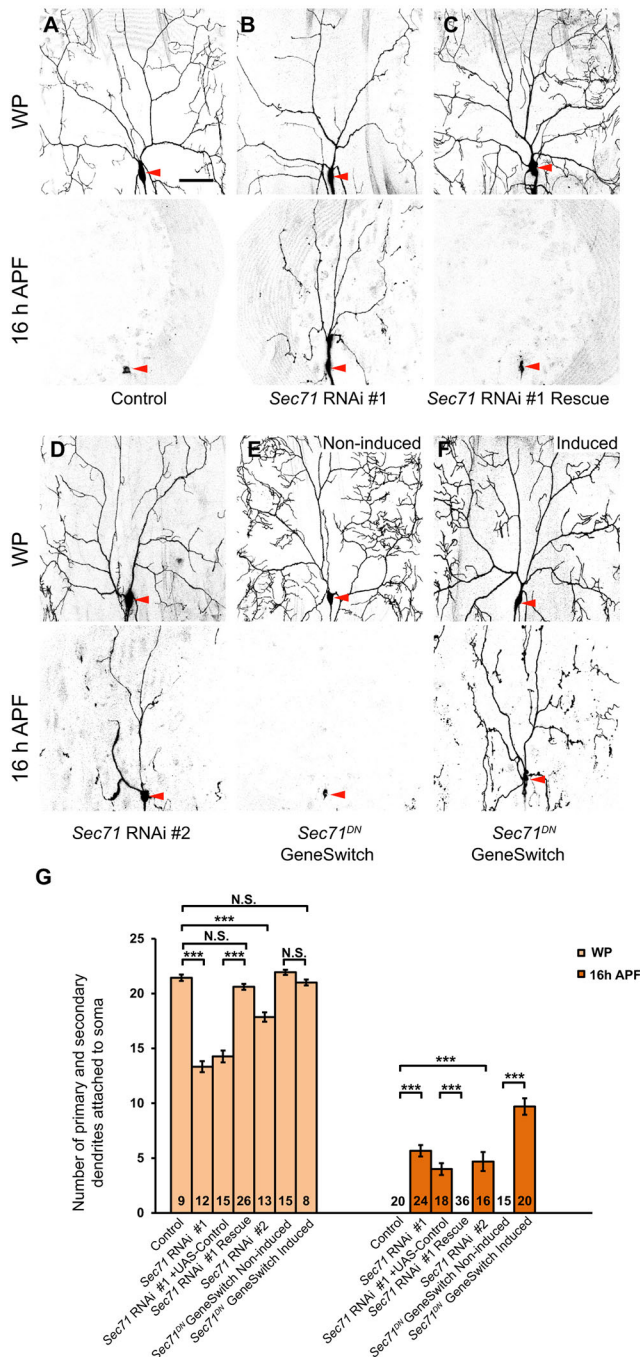 A
B
C
WP
16 h APF
Control
Sec71 RNAi #1
Sec71 RNAi #1 Rescue
D
E
Non-induced
F
Induced
WP
16 h APF
Sec71 RNAi #2
Sec71DN
GeneSwitch
Sec71DN
GeneSwitch
G
N.S.
***
N.S.
***
***
N.S.
WP
16h APF
***
***
***
***
Number of primary and secondary
dendrites attached to soma
25
20
15
10
5
0
9
12
15
26
13
15
8
20
24
18
36
16
15
20
Control
Sec71 RNAi #1
Sec71 RNAi #1 +UAS-Control
Sec71 RNAi #1 Rescue
Sec71 RNAi #2
Sec71DN GeneSwitch Non-induced
Sec71DN GeneSwitch Induced
Control
Sec71 RNAi #1
Sec71 RNAi #1 +UAS-Control
Sec71 RNAi #1 Rescue
Sec71 RNAi #2
Sec71DN GeneSwitch Non-induced
Sec71DN GeneSwitch Induced